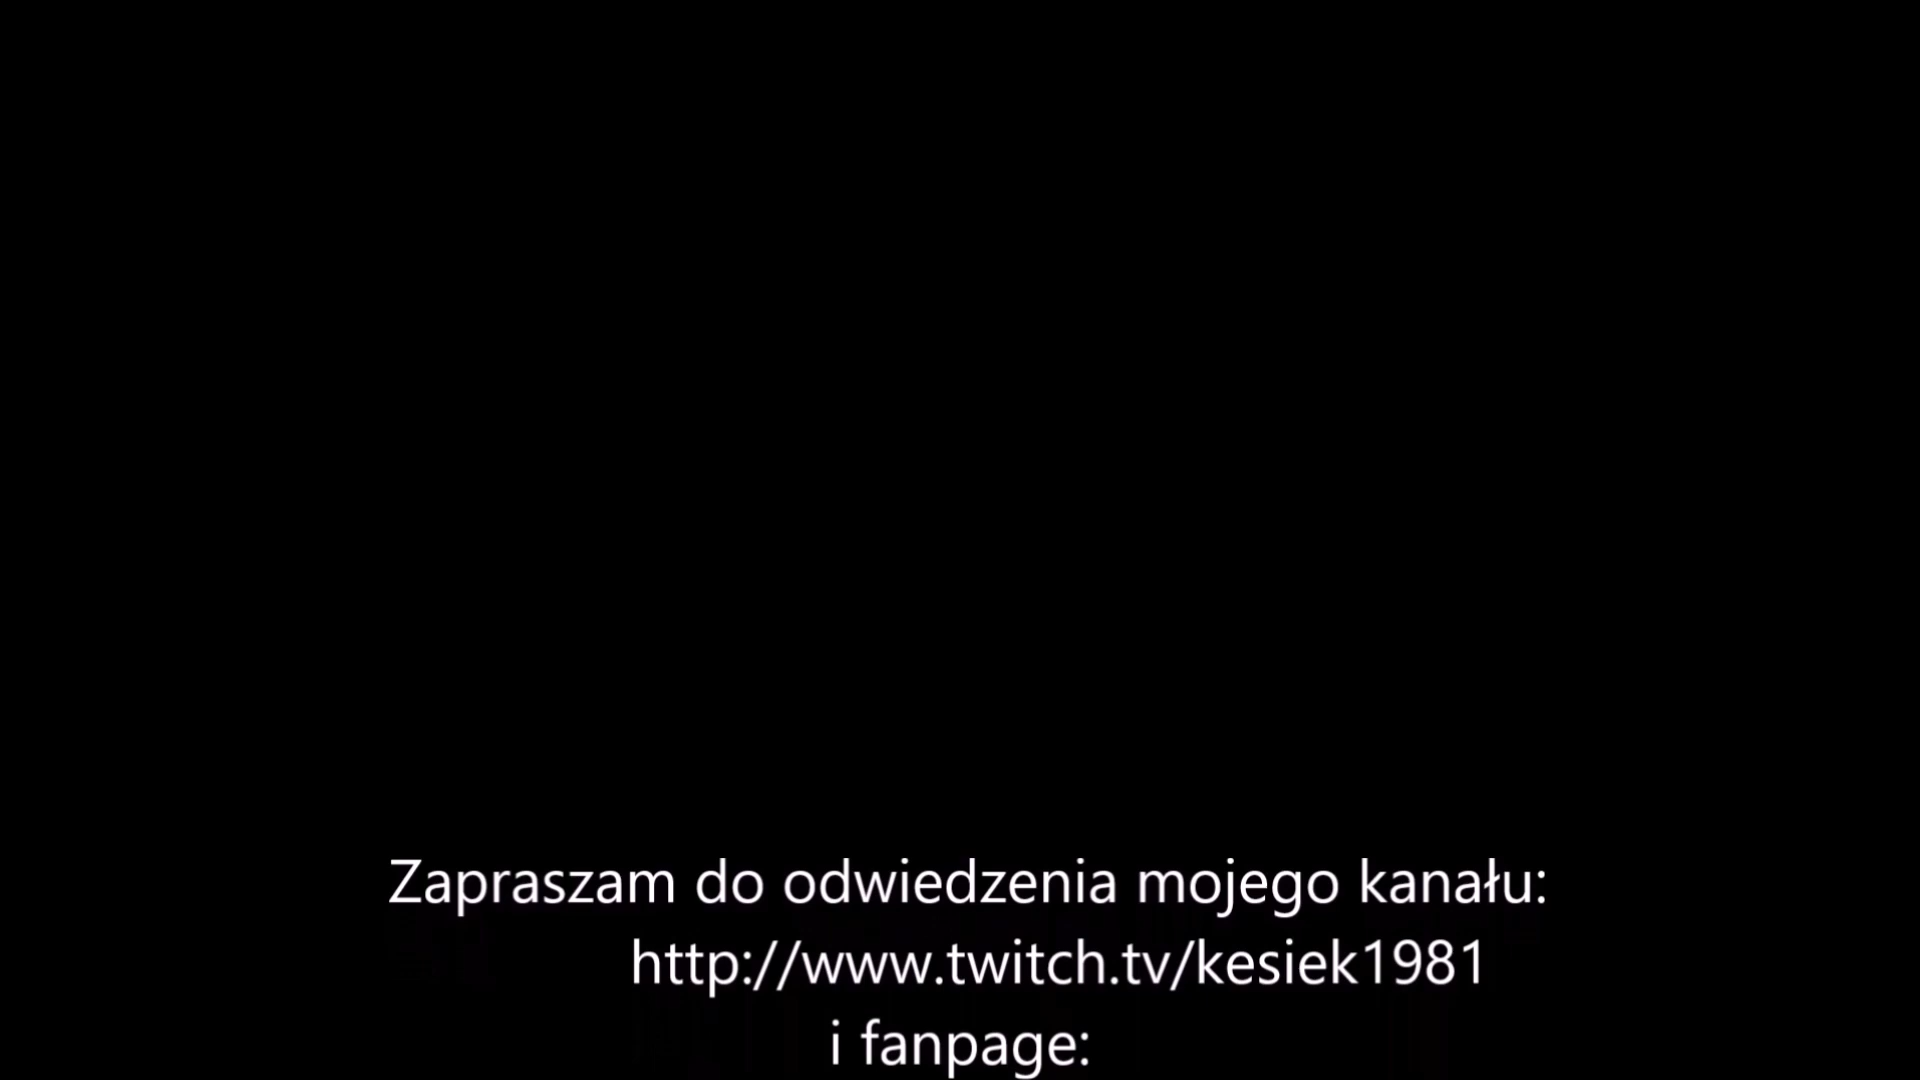 Zapraszam do odwiedzenia mojego kanału:
http://www.twitch.tv/kesiek1981
i fanpage: